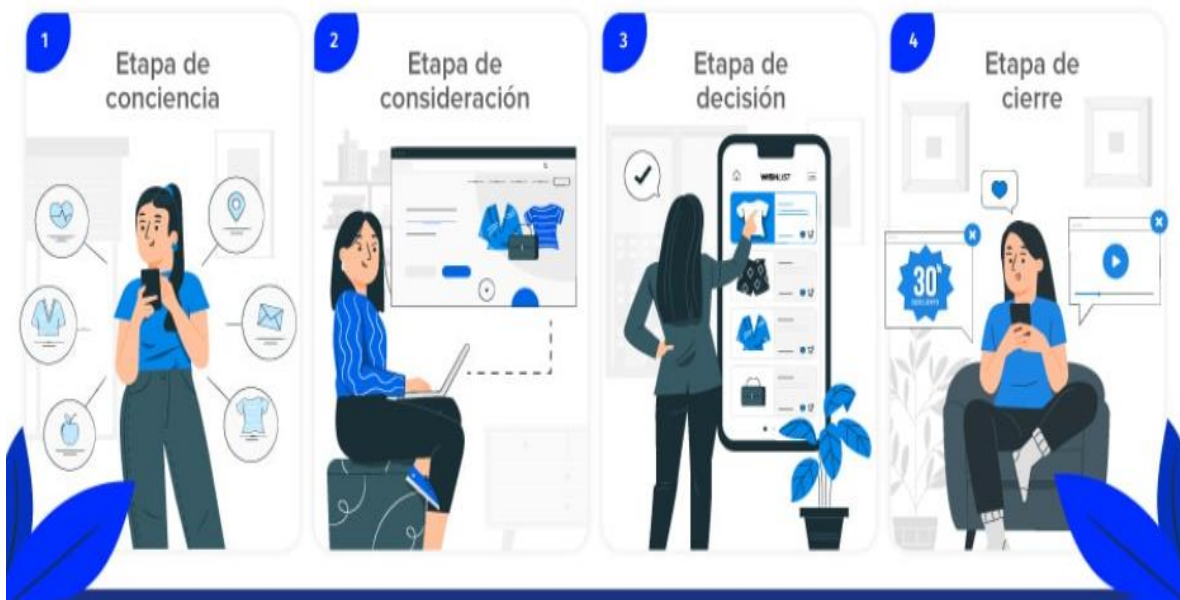 1
Etapa de
conciencia
2
Etapa de
consideración
3
Etapa de
decisión
WISHLIST
4
Etapa de
cierre
30%